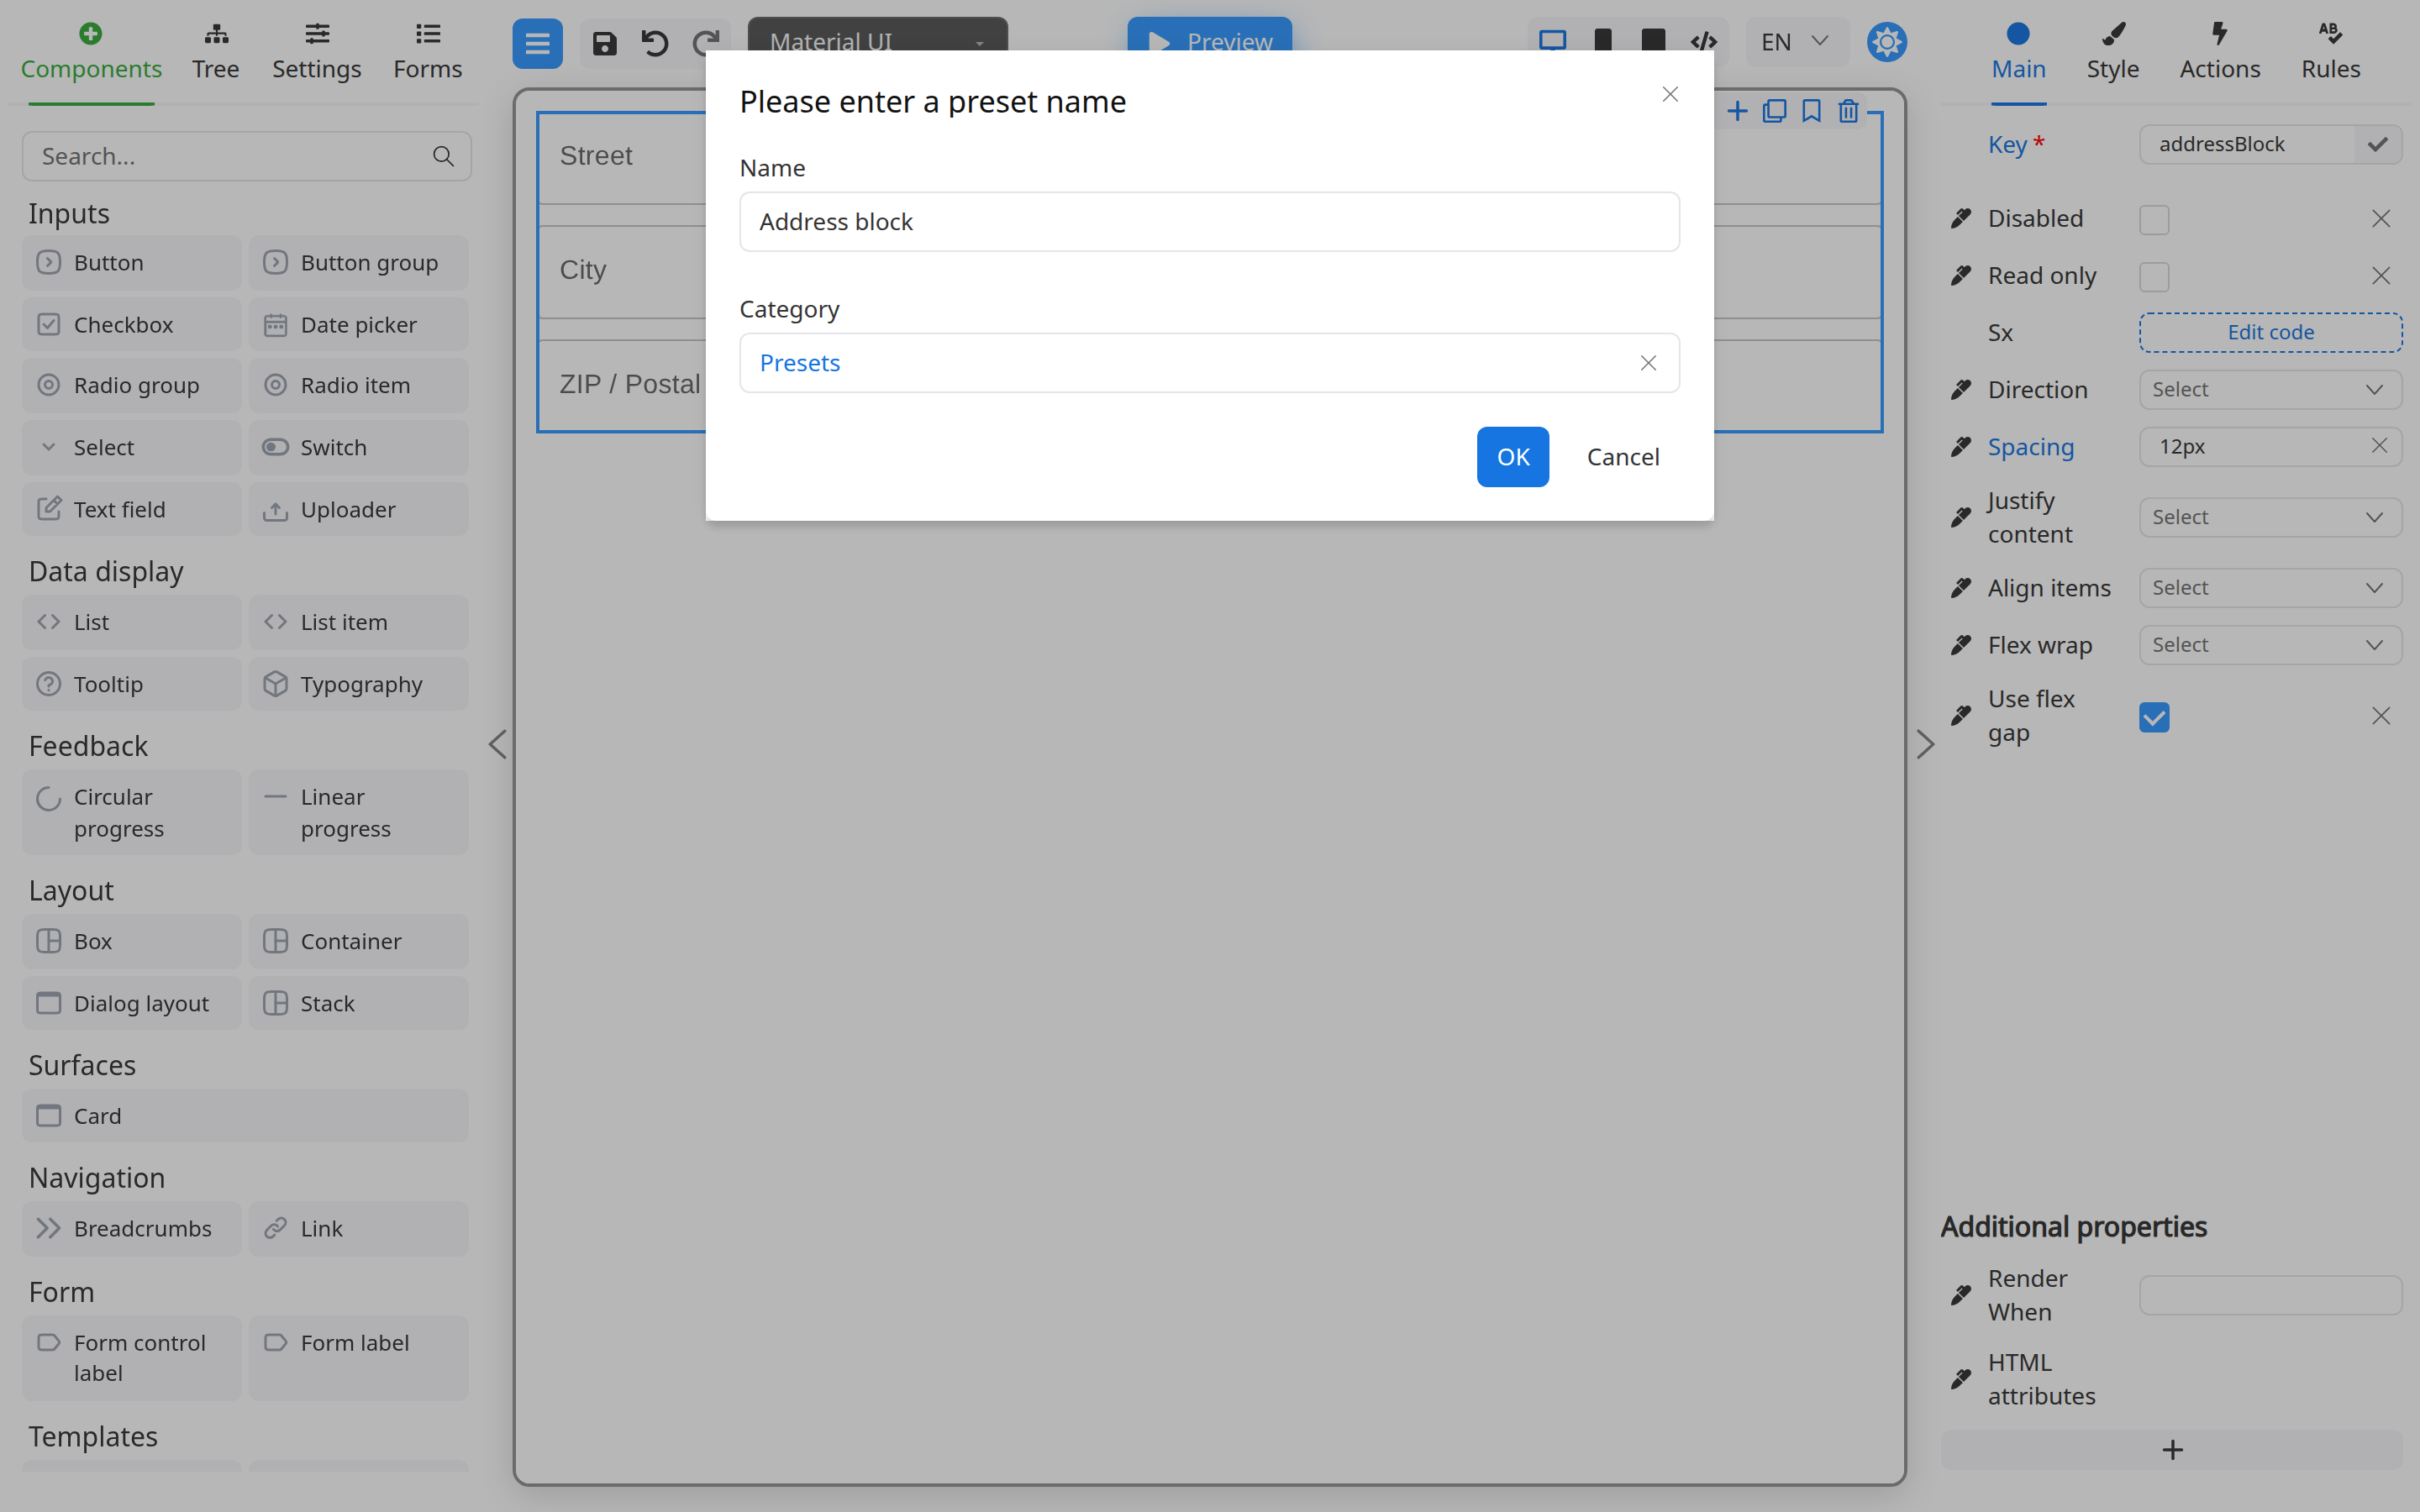 Components
Tree
Settings
Forms
Material UI
Preview
EN
Main
Style
Actions
Rules
Search...
Inputs
Button
Button group
Checkbox
Date picker
Radio group
Radio item
Select
Switch
Text field
Uploader
Data display
List
List item
Tooltip
Typography
Feedback
Circular
progress
Linear
progress
Layout
Box
Container
Dialog layout
Stack
Surfaces
Card
Navigation
Breadcrumbs
Link
Form
Form control
label
Form label
Templates
Street
City
ZIP / Postal
Please enter a preset name
Name
Address block
Category
Presets
OK
Cancel
Key *
addressBlock
Disabled
Read only
Sx
Edit code
Direction
Select
Spacing
12px
Justify
content
Select
Align items
Select
Flex wrap
Select
Use flex
gap
Additional properties
Render
When
HTML
attributes